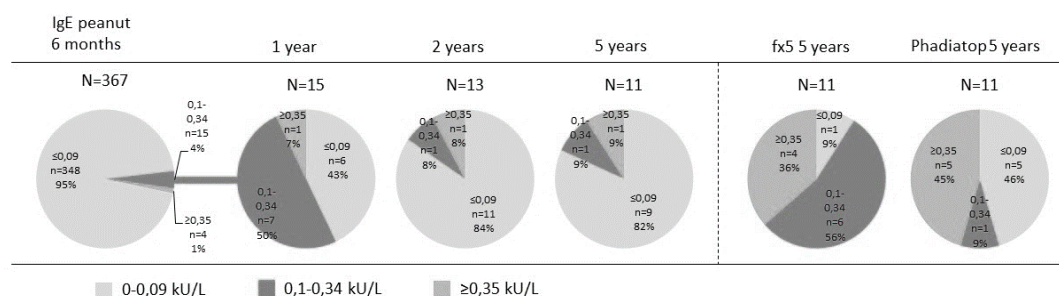 IgE peanut
6 months
1 year
2 years
5 years
fx5 5 years
Phadiatop 5 years
N=367
N=15
N=13
N=11
N=11
N=11
≤0,09
n=348
95%
0,1-
0,34
n=15
4%
≥0,35
n=4
1%
≥0,35
n=1
7%
≤0,09
n=6
43%
0,1-
0,34
n=7
50%
0,1-
0,34
n=1
8%
≥0,35
n=1
8%
≤0,09
n=11
84%
0,1-
0,34
n=1
9%
≥0,35
n=1
9%
≤0,09
n=9
82%
≤0,09
n=1
9%
≥0,35
n=4
36%
0,1-
0,34
n=6
56%
≥0,35
n=5
45%
≤0,09
n=5
46%
0,1-
0,34
n=1
9%
0-0,09 kU/L
0,1-0,34 kU/L
≥0,35 kU/L